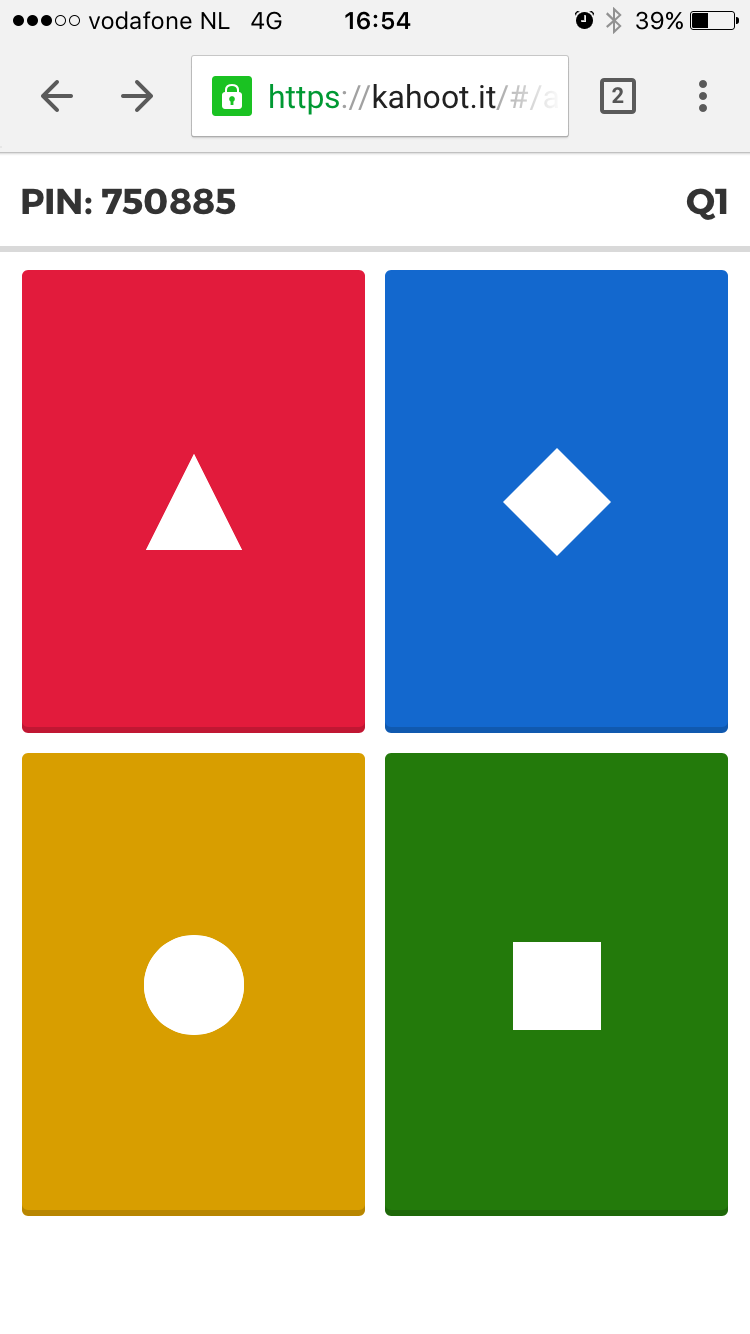 vodafone NL 4G 16:54 39%
https://kahoot.it/#/a 2
PIN: 750885 Q1